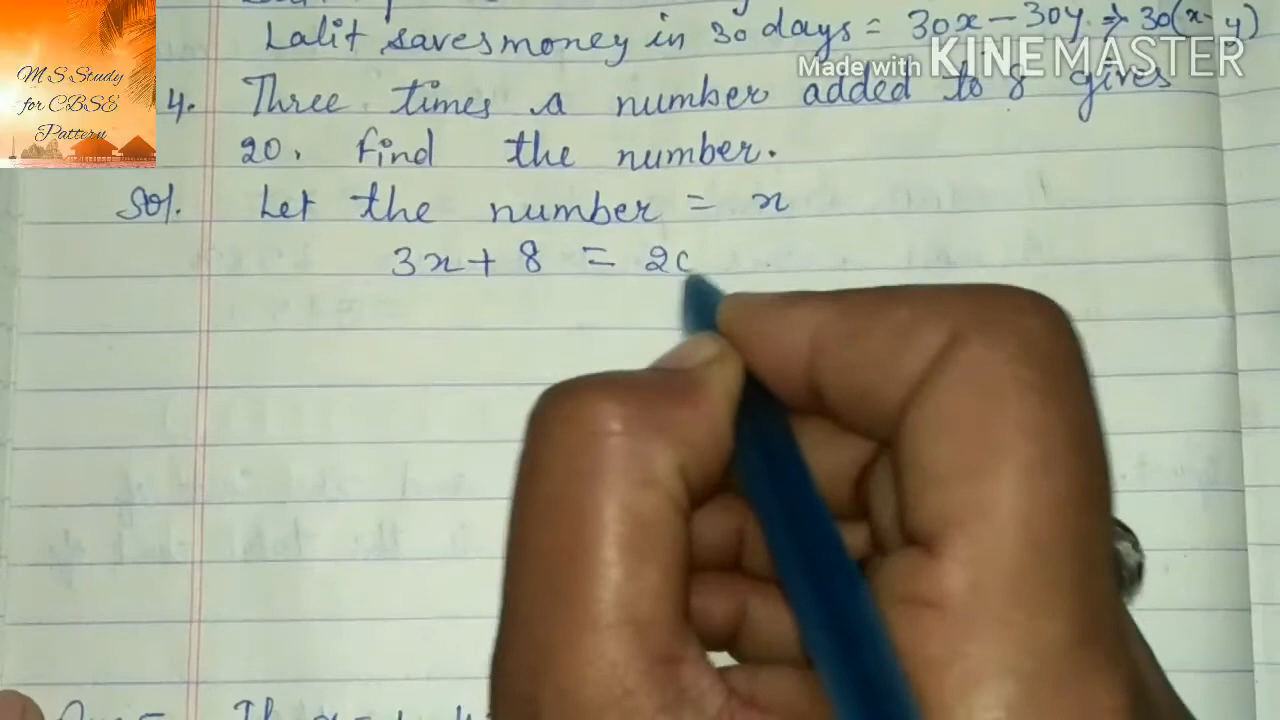 Lalit saves money in 30 days = 30x - 30y ⇒ 30(x-y)
Made with KINEMASTER
M S Study
for CBSE
Pattern
4. Three times a number added to 8 gives
20. find the number.
Sol. Let the number = x
3x + 8 = 20